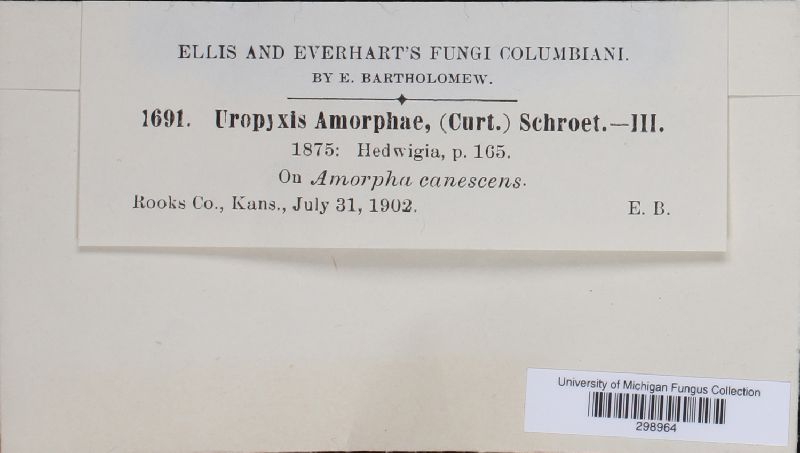 ELLIS AND EVERHART'S FUNGI COLUMBIANI.
BY E. BARTHOLOMEW.
1691. Uropyxis Amorphae, (Curt.) Schroet.—III.
1875: Hedwigia, p. 165.
On Amorpha canescens.
Rooks Co., Kans., July 31, 1902. E. B.
University of Michigan Fungus Collection
298964